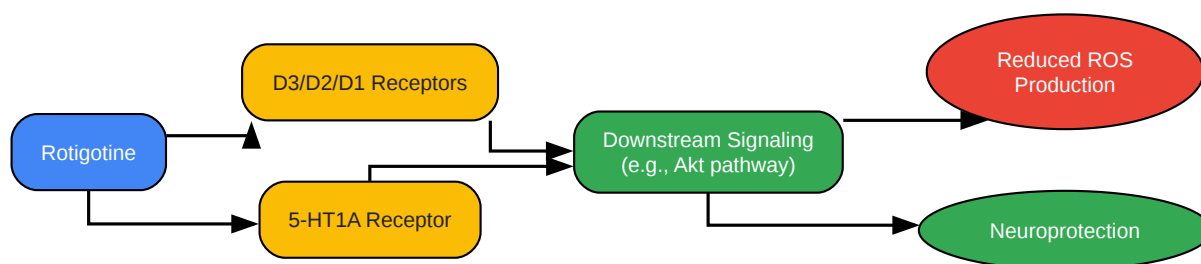 Rotigotine
D3/D2/D1 Receptors
5-HT1A Receptor
Downstream Signaling
(e.g., Akt pathway)
Reduced ROS
Production
Neuroprotection